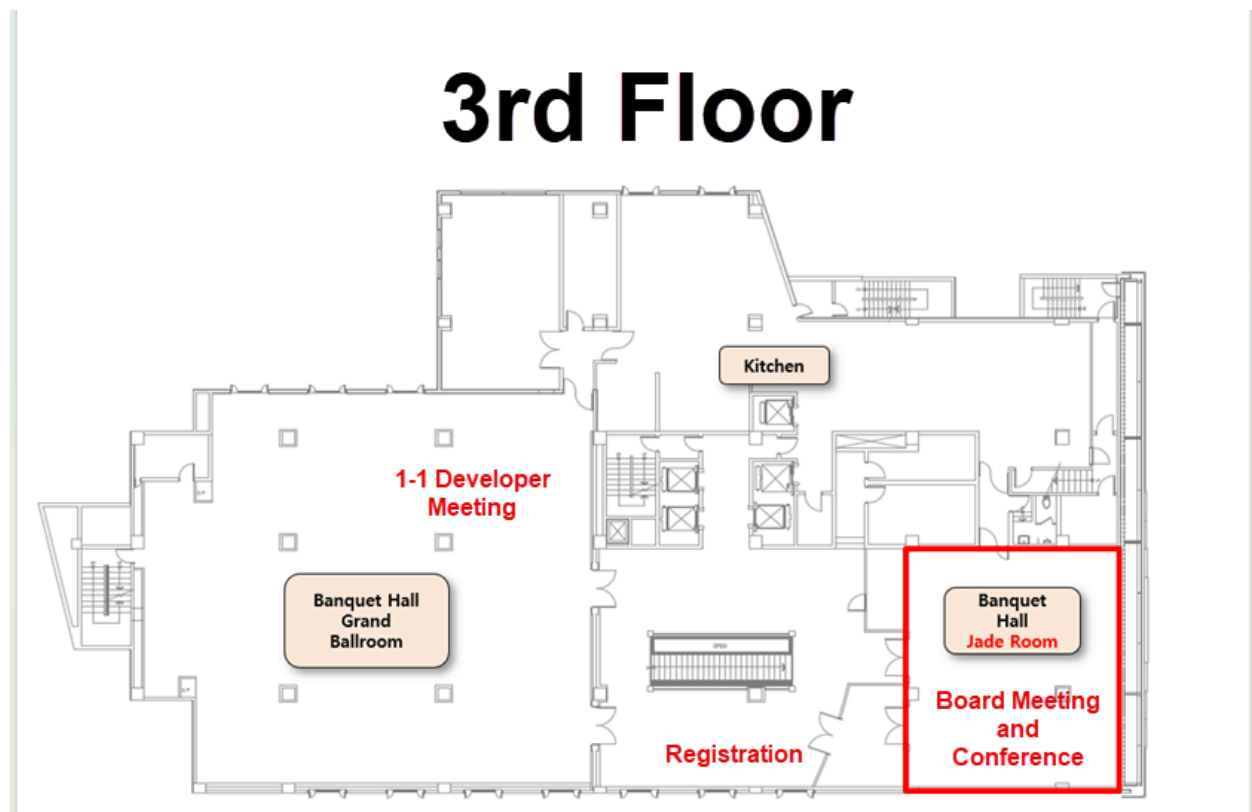 3rd Floor
Kitchen
1-1 Developer
Meeting
Banquet Hall
Grand
Ballroom
OPEN
Banquet
Hall
Jade Room
Board Meeting
and
Conference
Registration